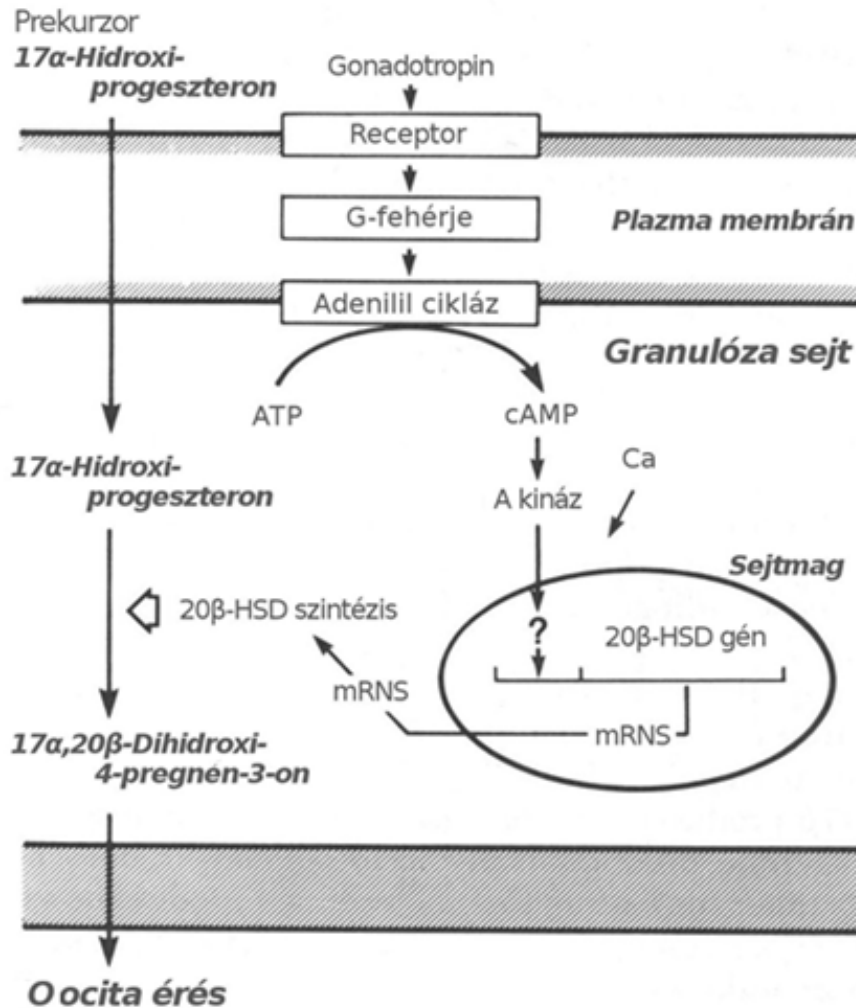 Prekurzor
17α-Hidroxi-
progeszteron
Gonadotropin
Receptor
G-fehérje
Plazma membrán
Adenilil cikláz
Granulóza sejt
ATP
cAMP
17α-Hidroxi-
progeszteron
Ca
A kináz
Sejtmag
20β-HSD szintézis
?
20β-HSD gén
mRNS
mRNS
17α,20β-Dihidroxi-
4-pregnén-3-on
Oocita érés